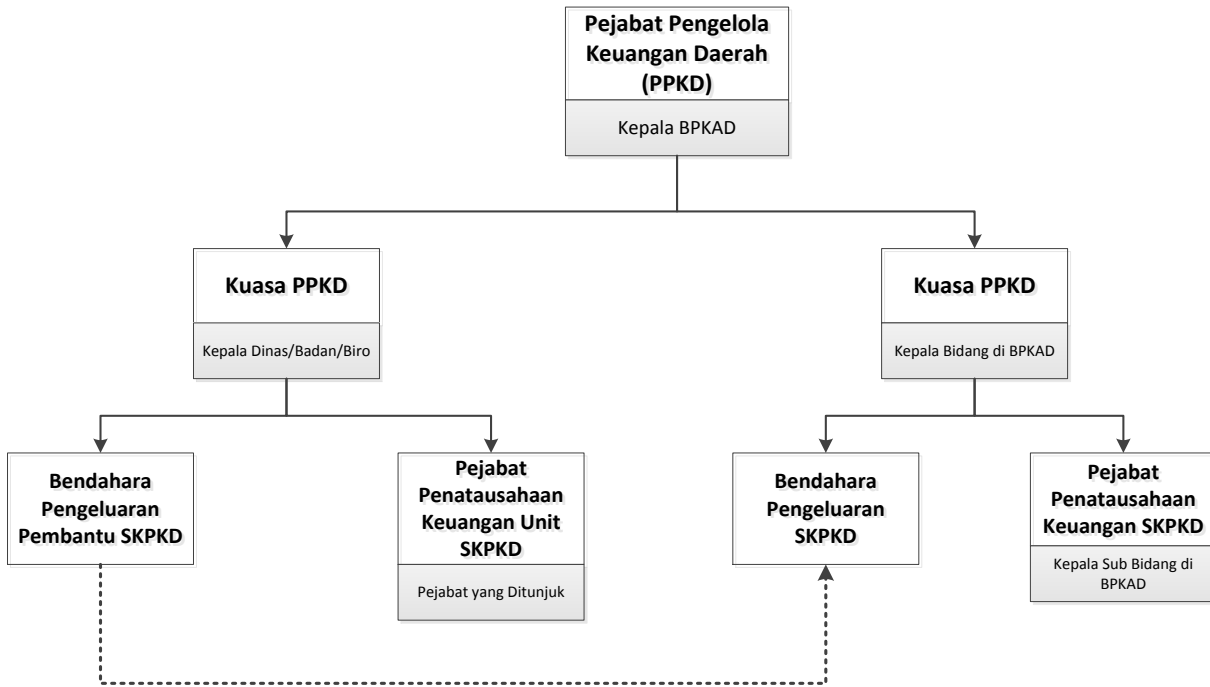 Pejabat Pengelola
Keuangan Daerah
(PPKD)
Kepala BPKAD
Kuasa PPKD
Kepala Dinas/Badan/Biro
Kuasa PPKD
Kepala Bidang di BPKAD
Bendahara
Pengeluaran
Pembantu SKPKD
Pejabat
Penatausahaan
Keuangan Unit
SKPKD
Pejabat yang Ditunjuk
Bendahara
Pengeluaran
SKPKD
Pejabat
Penatausahaan
Keuangan SKPKD
Kepala Sub Bidang di
BPKAD